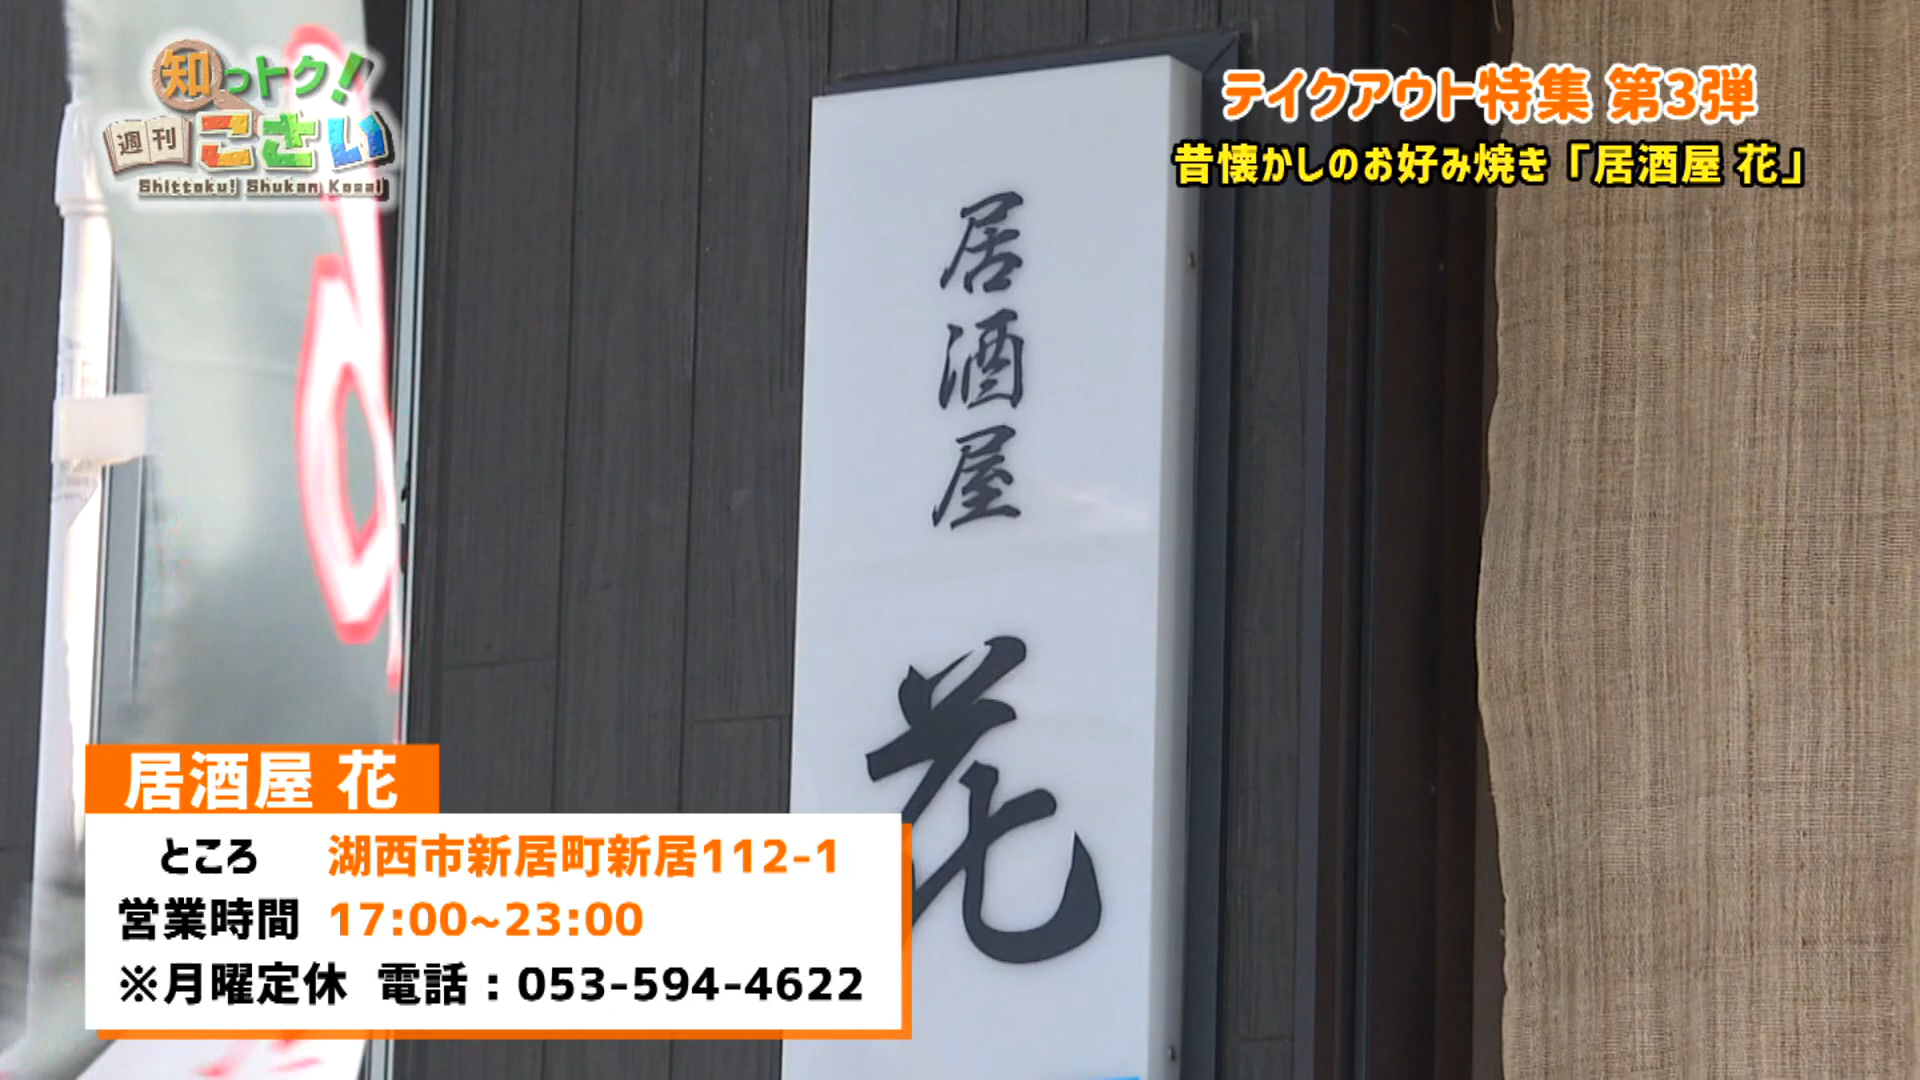 知っトク!
週刊
こさい
Shittoku! Shukan Kosai
テイクアウト特集 第3弾
昔懐かしのお好み焼き「居酒屋 花」
居酒屋
花
居酒屋 花
ところ 湖西市新居町新居112-1
営業時間 17:00~23:00
※月曜定休 電話:053-594-4622